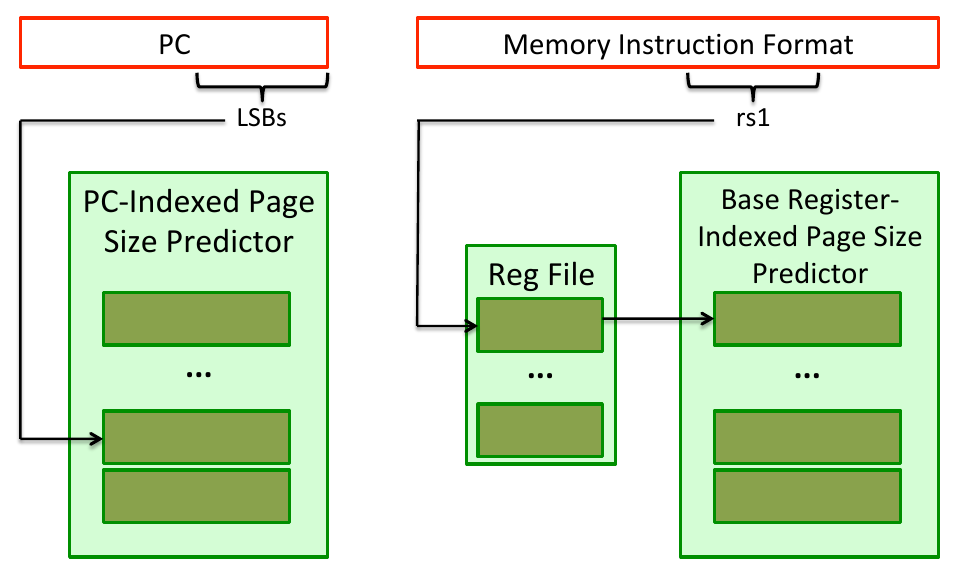 PC
Memory Instruction Format
LSBs
rs1
PC-Indexed Page
Size Predictor
...
Reg File
...
Base Register-
Indexed Page Size
Predictor
...